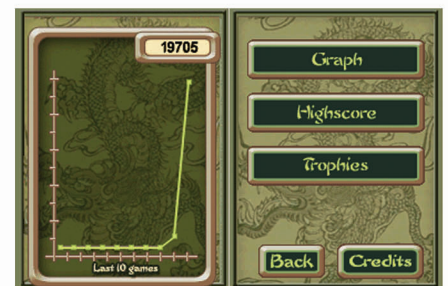 19705
Last 10 games
Graph
Highscore
Trophies
Back
Credits